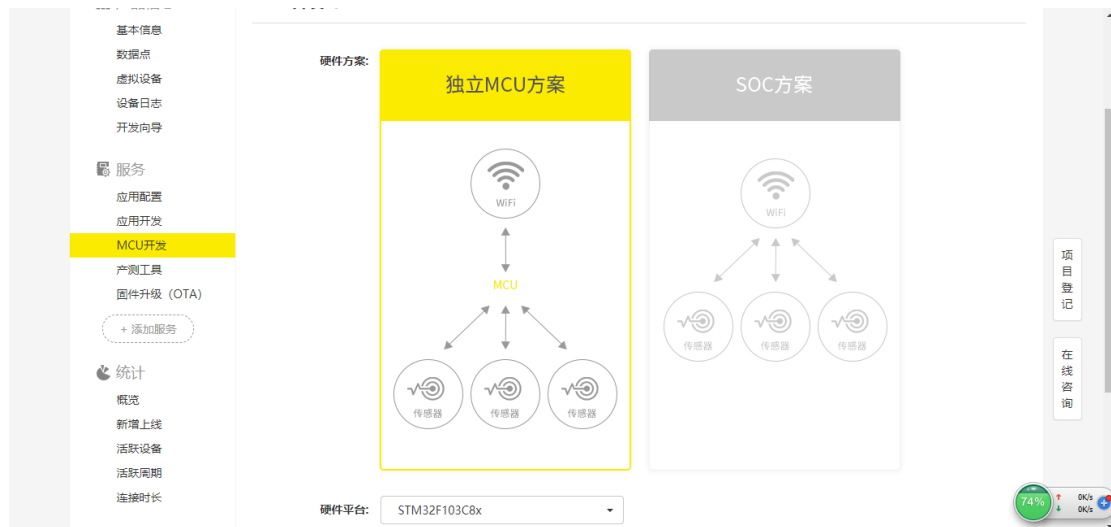 基本信息
数据点
虚拟设备
设备日志
开发向导
服务
应用配置
应用开发
MCU开发
产测工具
固件升级（OTA）
+ 添加服务
统计
概览
新增上线
活跃设备
活跃周期
连接时长
硬件方案:
独立MCU方案
WiFi
MCU
传感器
传感器
传感器
SOC方案
WiFi
传感器
传感器
传感器
硬件平台:
STM32F103C8x
项目登记
在线咨询
74%
0K/s
0K/s